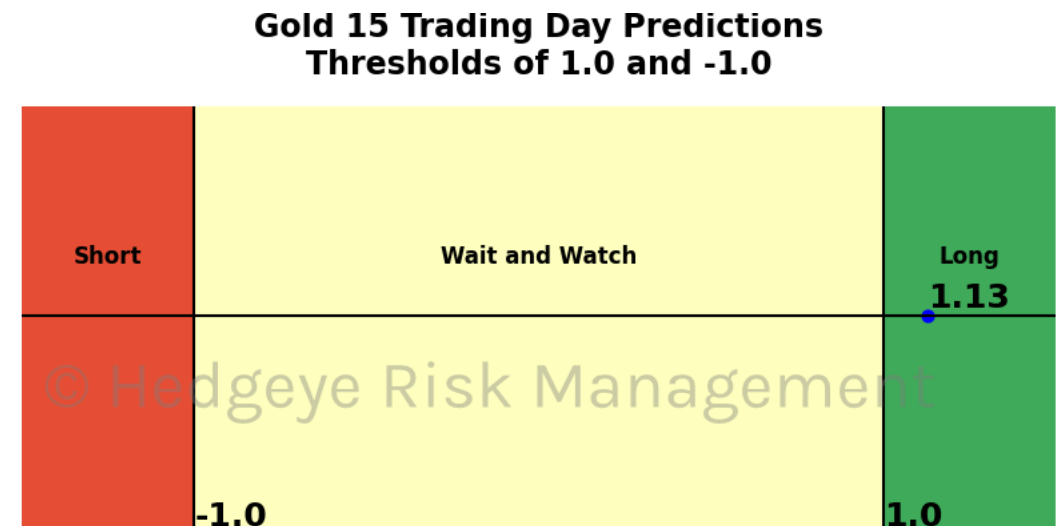 Gold 15 Trading Day Predictions
Thresholds of 1.0 and -1.0
Short
Wait and Watch
Long
1.13
© Hedgeye Risk Management
-1.0
1.0